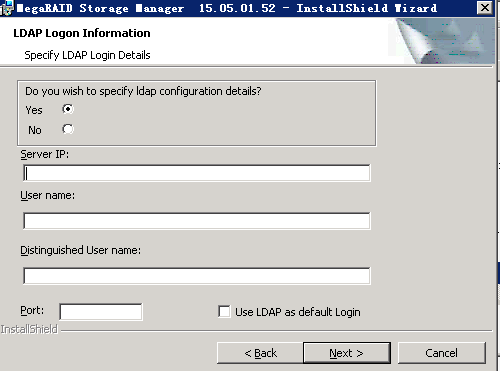 MegaRAID Storage Manager 15.05.01.52 - InstallShield Wizard
LDAP Logon Information
Specify LDAP Login Details
Do you wish to specify ldap configuration details?
Yes
No
Server IP:
User name:
Distinguished User name:
Port:
Use LDAP as default Login
InstallShield
< Back
Next >
Cancel